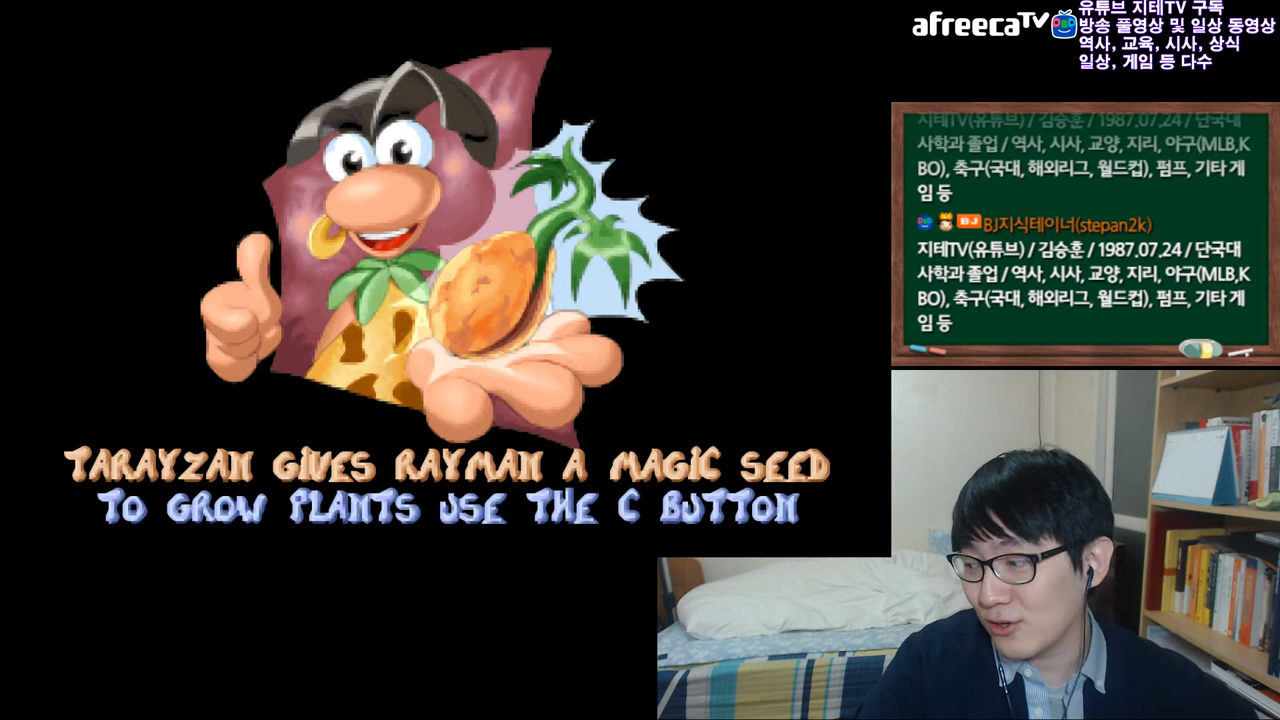 afreecaTV
유튜브 지테TV 구독
방송 풀영상 및 일상 동영상
역사, 교육, 시사, 상식
일상, 게임 등 다수
지테TV(유튜브) / 김승훈 / 1987.07.24 / 단국대
사학과 졸업 / 역사, 시사, 교양, 지리, 야구(MLB,K
BO), 축구(국대, 해외리그, 월드컵), 펌프, 기타 게
임 등
BJ BJ지식테이너(stepan2k)
지테TV(유튜브) / 김승훈 / 1987.07.24 / 단국대
사학과 졸업 / 역사, 시사, 교양, 지리, 야구(MLB,K
BO), 축구(국대, 해외리그, 월드컵), 펌프, 기타 게
임 등
TARAYZAN GIVES RAYMAN A MAGIC SEED
TO GROW PLANTS USE THE C BUTTON